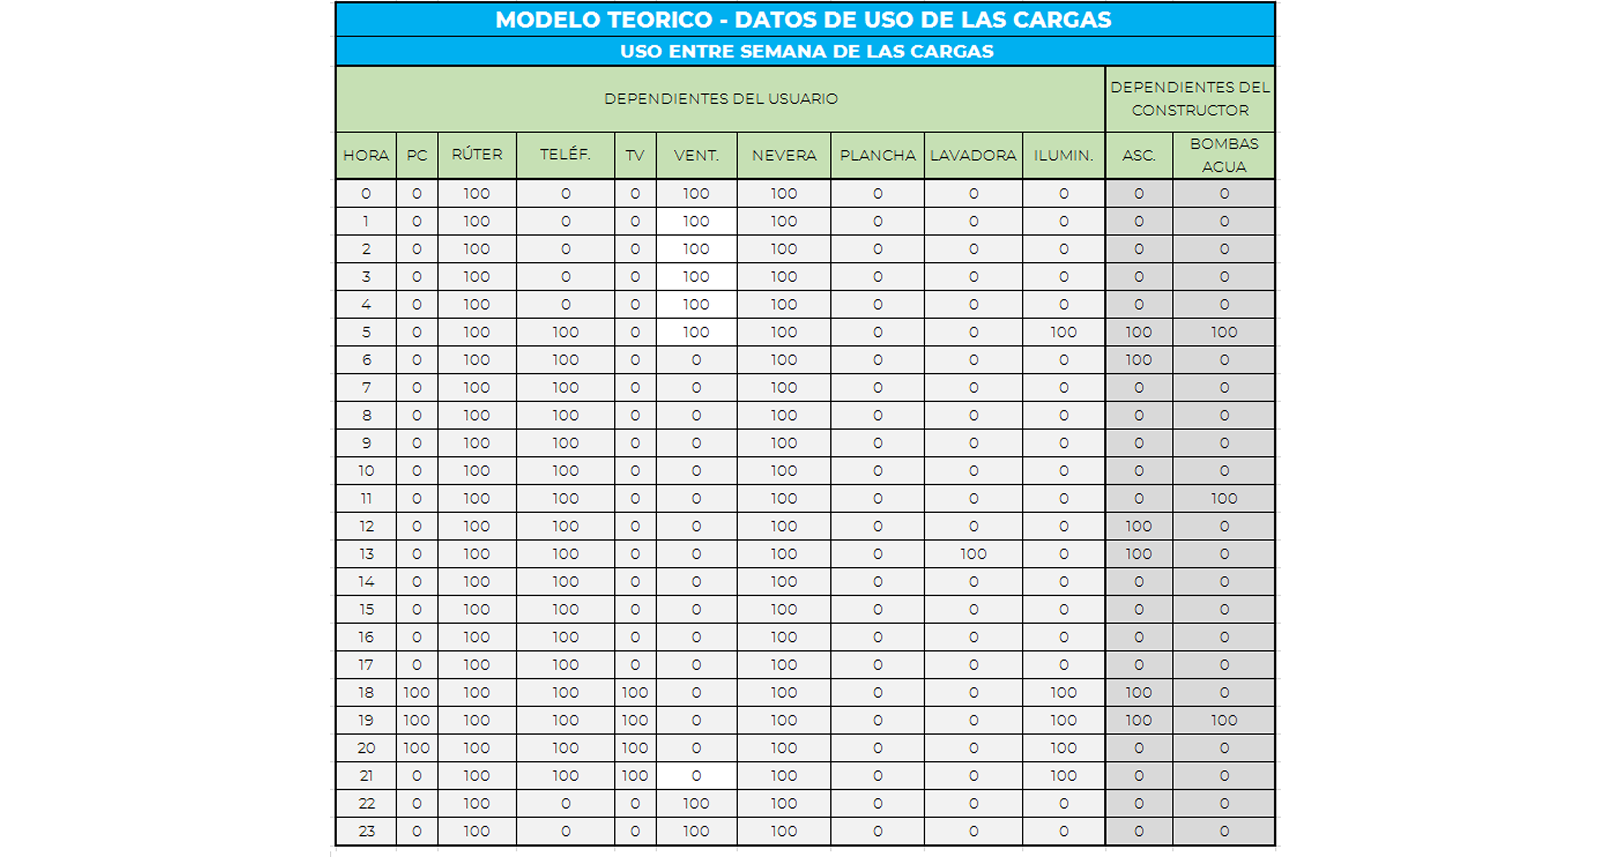 MODELO TEORICO - DATOS DE USO DE LAS CARGAS
USO ENTRE SEMANA DE LAS CARGAS
DEPENDIENTES DEL USUARIO
DEPENDIENTES DEL
CONSTRUCTOR
HORA PC RÚTER TELÉF. TV VENT. NEVERA PLANCHA LAVADORA ILUMIN. ASC. BOMBAS AGUA
0 0 100 0 0 100 100 0 0 0 0 0
1 0 100 0 0 100 100 0 0 0 0 0
2 0 100 0 0 100 100 0 0 0 0 0
3 0 100 0 0 100 100 0 0 0 0 0
4 0 100 0 0 100 100 0 0 0 0 0
5 0 100 100 0 100 100 0 0 100 100 100
6 0 100 100 0 0 100 0 0 0 100 0
7 0 100 100 0 0 100 0 0 0 0 0
8 0 100 100 0 0 100 0 0 0 0 0
9 0 100 100 0 0 100 0 0 0 0 0
10 0 100 100 0 0 100 0 0 0 0 0
11 0 100 100 0 0 100 0 0 0 0 100
12 0 100 100 0 0 100 0 0 0 100 0
13 0 100 100 0 0 100 0 100 0 100 0
14 0 100 100 0 0 100 0 0 0 0 0
15 0 100 100 0 0 100 0 0 0 0 0
16 0 100 100 0 0 100 0 0 0 0 0
17 0 100 100 0 0 100 0 0 0 0 0
18 100 100 100 100 0 100 0 0 100 100 0
19 100 100 100 100 0 100 0 0 100 100 100
20 100 100 100 100 0 100 0 0 100 0 0
21 0 100 100 100 0 100 0 0 100 0 0
22 0 100 0 0 100 100 0 0 0 0 0
23 0 100 0 0 100 100 0 0 0 0 0